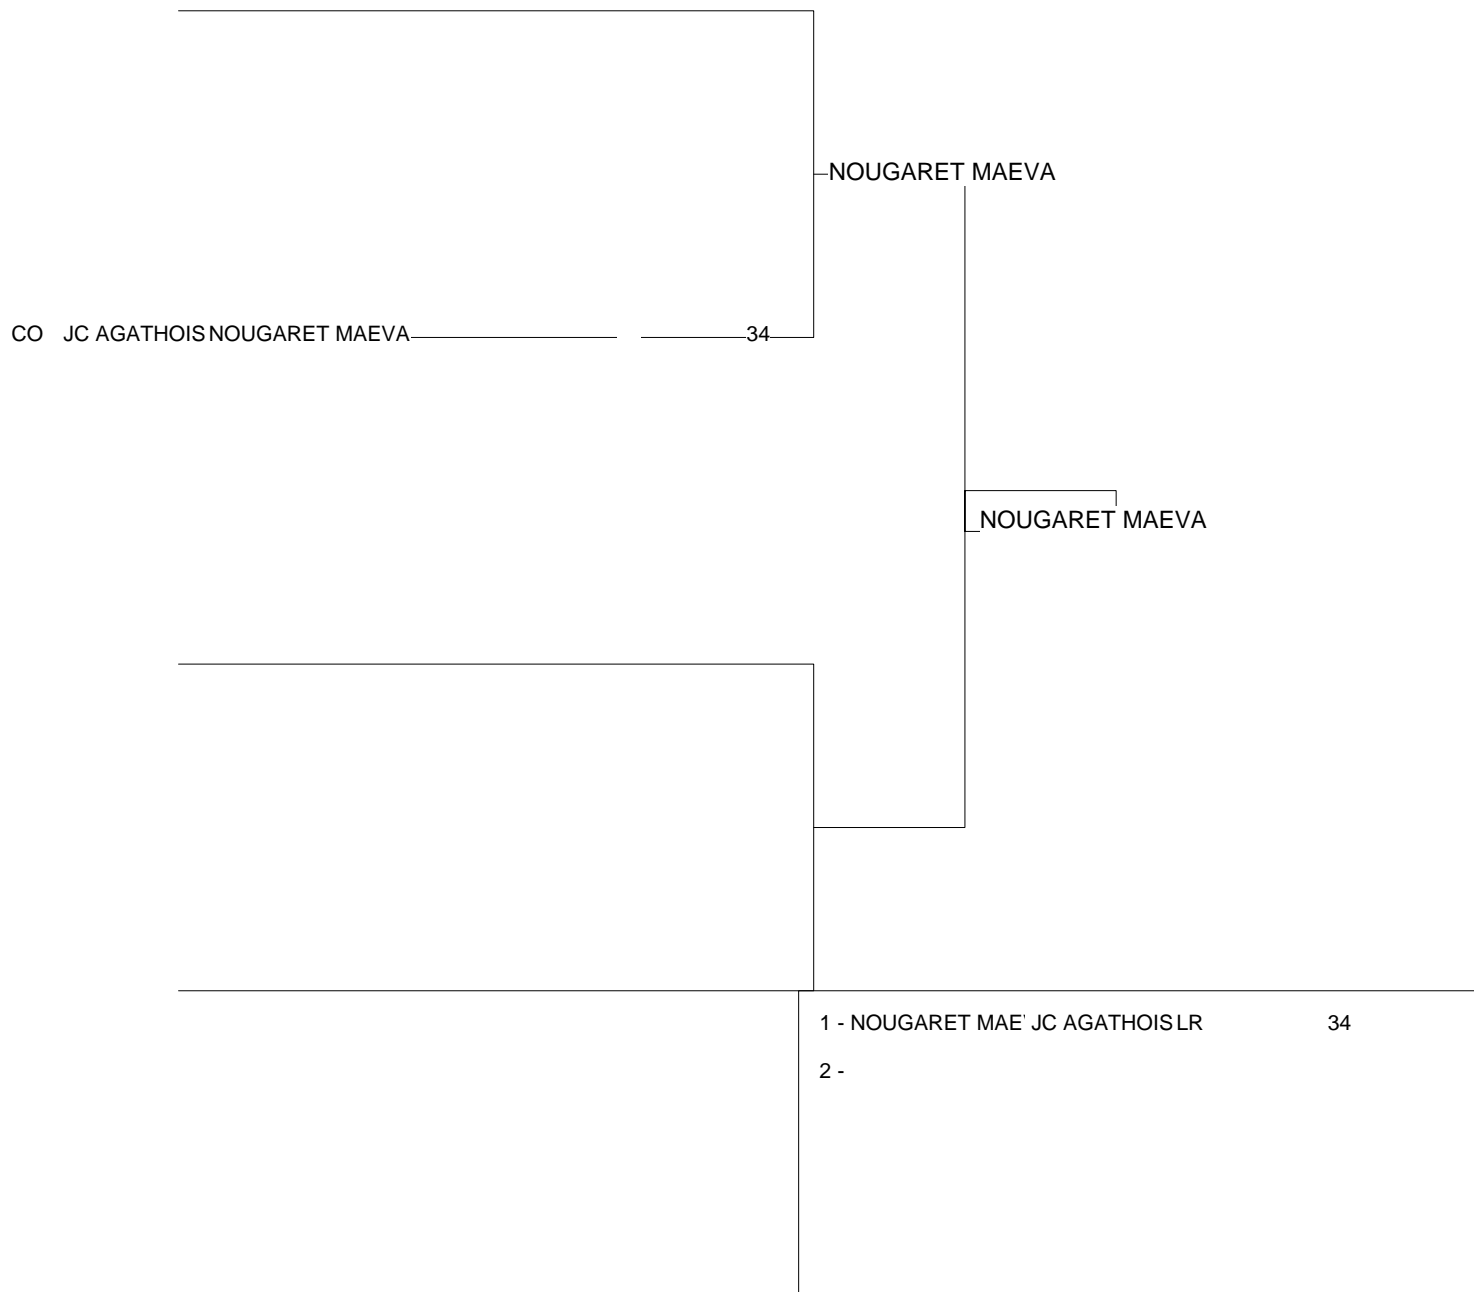 NOUGARET MAEVA
CO JC AGATHOIS NOUGARET MAEVA 34
NOUGARET MAEVA
1 - NOUGARET MAE JC AGATHOIS LR 34
2 -